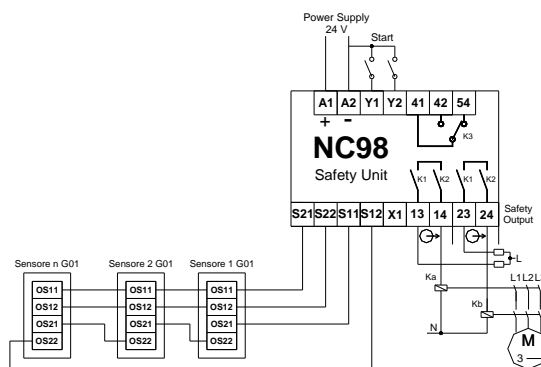 Power Supply
24 V
Start
A1 A2 Y1 Y2 41 42 54
+ -
K3
NC98
Safety Unit
K1 K2 K1 K2
S21 S22 S11 S12 X1 13 14 23 24
Safety
Output
L
Sensore n G01 Sensore 2 G01 Sensore 1 G01
OS11 OS11 OS11
OS12 OS12 OS12
OS21 OS21 OS21
OS22 OS22 OS22
Ka
L1 L2
Kb
N
M
3